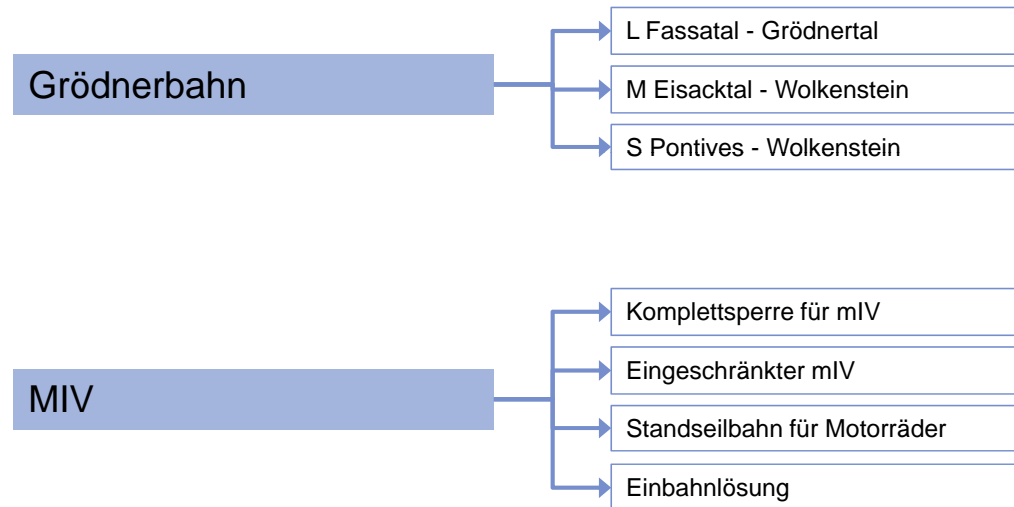 Grödnerbahn
L Fassatal - Grödnertal
M Eisacktal - Wolkenstein
S Pontives - Wolkenstein
MIV
Komplettsperre für mIV
Eingeschränkter mIV
Standseilbahn für Motorräder
Einbahnlösung